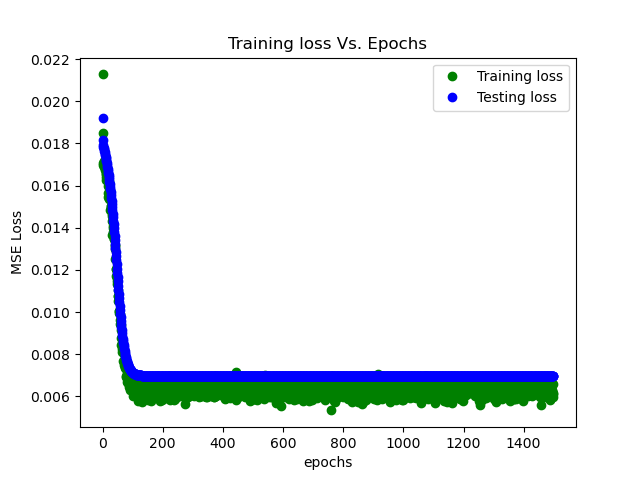 Training loss Vs. Epochs
0.022
0.020
0.018
0.016
0.014
0.012
0.010
0.008
0.006
MSE Loss
Training loss
Testing loss
0 200 400 600 800 1000 1200 1400
epochs